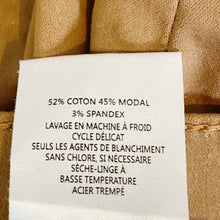 52% COTON 45% MODAL
3% SPANDEX
LAVAGE EN MACHINE À FROID
CYCLE DÉLICAT
SEULS LES AGENTS DE BLANCHIMENT
SANS CHLORE, SI NÉCESSAIRE
SÈCHE-LINGE À
BASSE TEMPERATURE
ACIER TREMPÉ